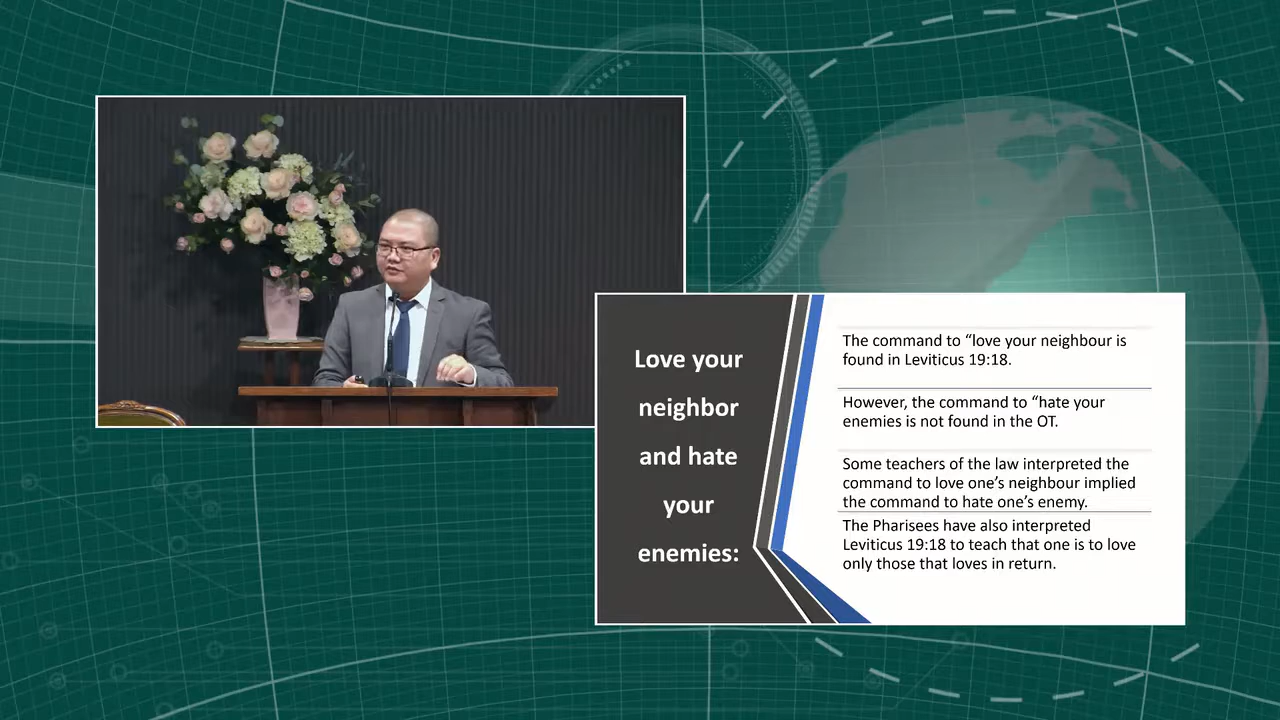 Love your
neighbor
and hate
your
enemies:
The command to “love your neighbour is
found in Leviticus 19:18.
However, the command to “hate your
enemies is not found in the OT.
Some teachers of the law interpreted the
command to love one’s neighbour implied
the command to hate one’s enemy.
The Pharisees have also interpreted
Leviticus 19:18 to teach that one is to love
only those that loves in return.